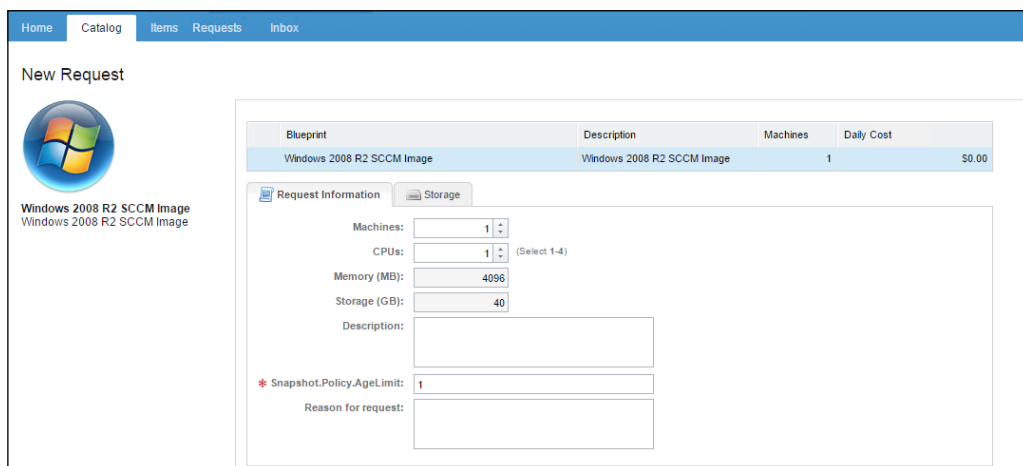 Home Catalog Items Requests Inbox
New Request
Windows 2008 R2 SCCM Image
Windows 2008 R2 SCCM Image
Blueprint Description Machines Daily Cost
Windows 2008 R2 SCCM Image Windows 2008 R2 SCCM Image 1 $0.00
Request Information Storage
Machines: 1
CPUs: 1 (Select 1-4)
Memory (MB): 4096
Storage (GB): 40
Description:
* Snapshot.Policy.AgeLimit: 1
Reason for request: